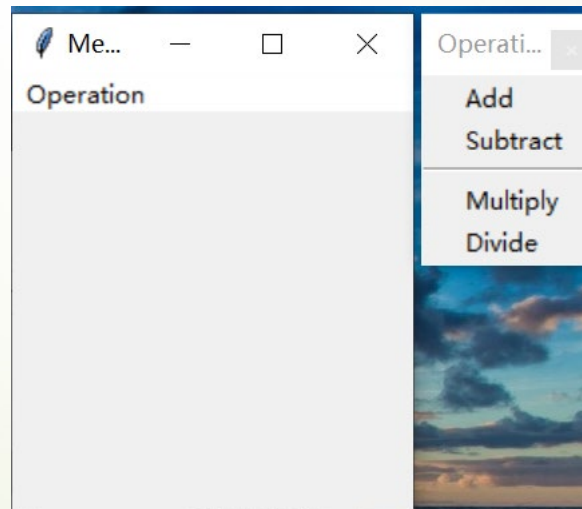 Me...
Operation
Operati...
Add
Subtract
Multiply
Divide